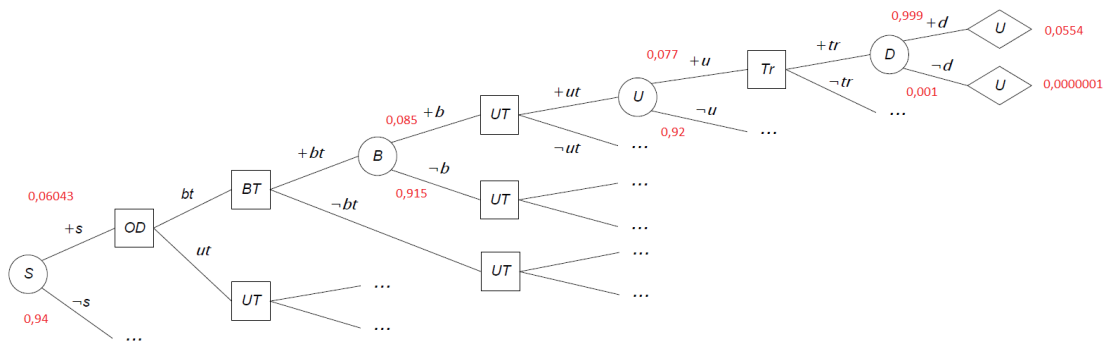 0,999 +d U 0,0554
0,077 +tr D
+u Tr ¬d U 0,0000001
¬tr 0,001
+ut U ...
0,085 +b UT ¬u
0,92 ...
+bt B ¬ut ...
¬b ...
0,06043 bt BT 0,915 UT
¬bt ...
+s OD ...
ut UT
S ...
¬s UT ...
0,94 ...
...